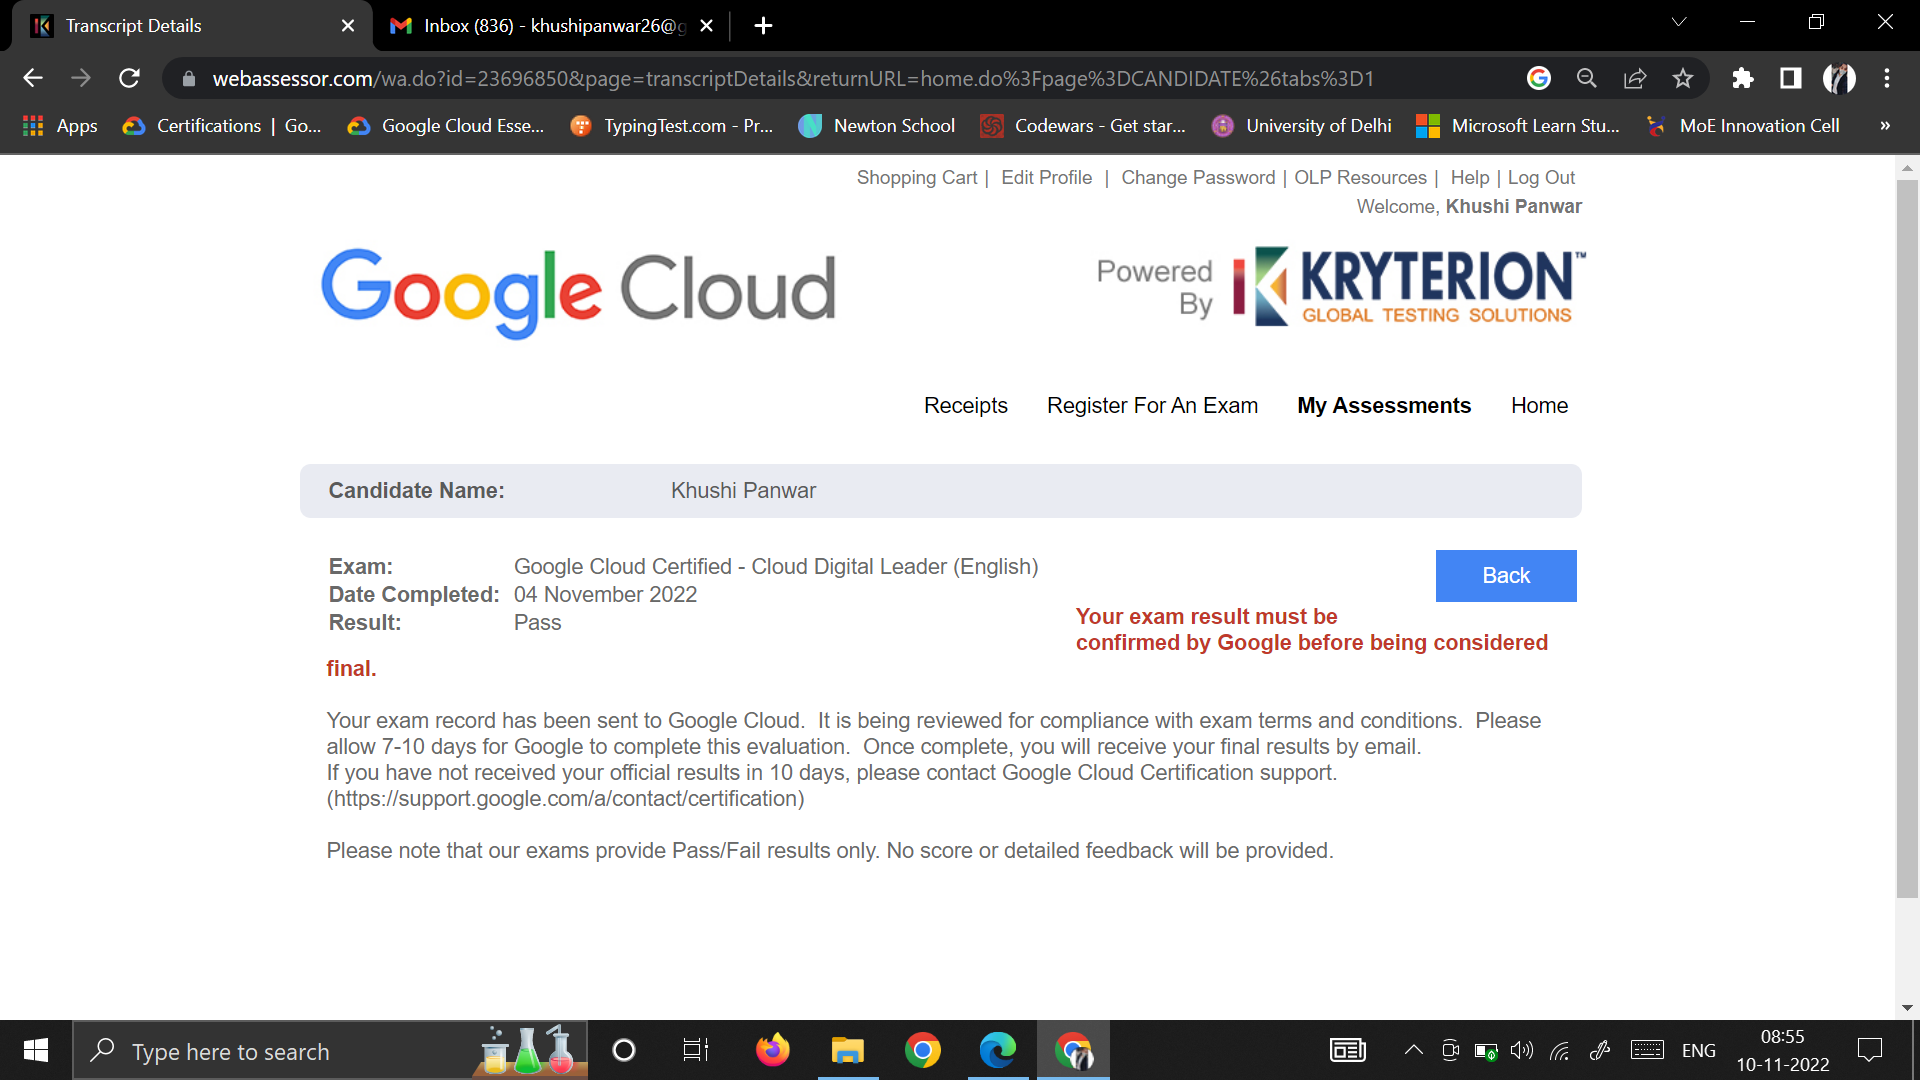 Transcript Details
Inbox (836) - khushipanwar26@g
webassessor.com/wa.do?id=23696850&page=transcriptDetails&returnURL=home.do%3Fpage%3DCANDIDATE%26tabs%3D1
Apps
Certifications | Go...
Google Cloud Esse...
TypingTest.com - Pr...
Newton School
Codewars - Get star...
University of Delhi
Microsoft Learn Stu...
MoE Innovation Cell
»
Shopping Cart | Edit Profile | Change Password | OLP Resources | Help | Log Out
Welcome, Khushi Panwar
Google Cloud
Powered By
KRYTERION™
GLOBAL TESTING SOLUTIONS
Receipts Register For An Exam My Assessments Home
Candidate Name: Khushi Panwar
Exam: Google Cloud Certified - Cloud Digital Leader (English)
Back
Date Completed: 04 November 2022
Result: Pass
Your exam result must be
confirmed by Google before being considered
final.
Your exam record has been sent to Google Cloud. It is being reviewed for compliance with exam terms and conditions. Please
allow 7-10 days for Google to complete this evaluation. Once complete, you will receive your final results by email.
If you have not received your official results in 10 days, please contact Google Cloud Certification support.
(https://support.google.com/a/contact/certification)
Please note that our exams provide Pass/Fail results only. No score or detailed feedback will be provided.
Type here to search
ENG
08:55
10-11-2022